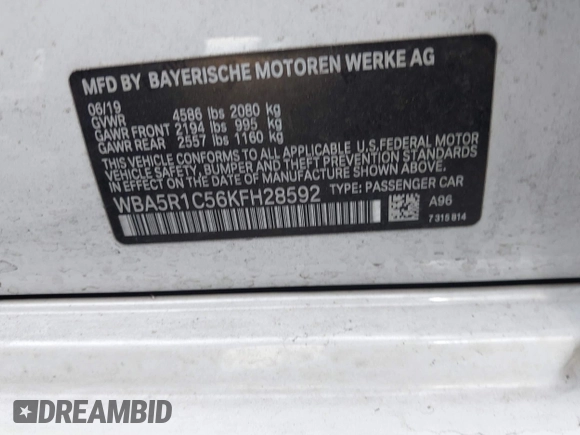 MFD BY BAYERISCHE MOTOREN WERKE AG
06/19
GVWR 4586 lbs 2080 kg
GAWR FRONT 2194 lbs 995 kg
GAWR REAR 2557 lbs 1160 kg
THIS VEHICLE CONFORMS TO ALL APPLICABLE U.S.FEDERAL MOTOR
VEHICLE SAFETY, BUMPER AND THEFT PREVENTION STANDARDS IN
EFFECT ON THE DATE OF MANUFACTURE SHOWN ABOVE.
WBA5R1C56KFH28592 TYPE: PASSENGER CAR
A96
7 316 814
DREAMBID